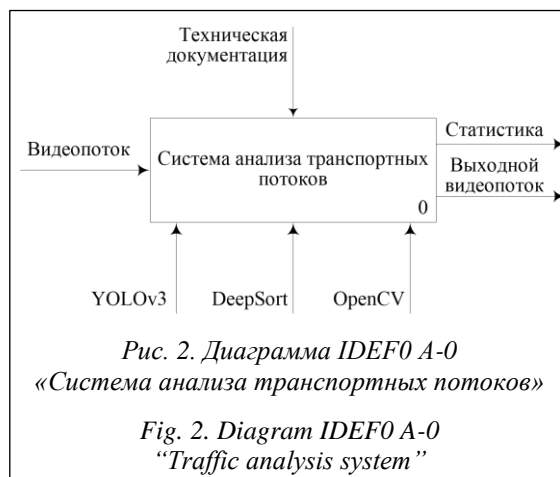 Техническая
документация
Видеопоток
Система анализа транспортных
потоков
0
Статистика
Выходной
видеопоток
YOLOv3
DeepSort
OpenCV
Рис. 2. Диаграмма IDEF0 A-0
«Система анализа транспортных потоков»
Fig. 2. Diagram IDEF0 A-0
“Traffic analysis system”